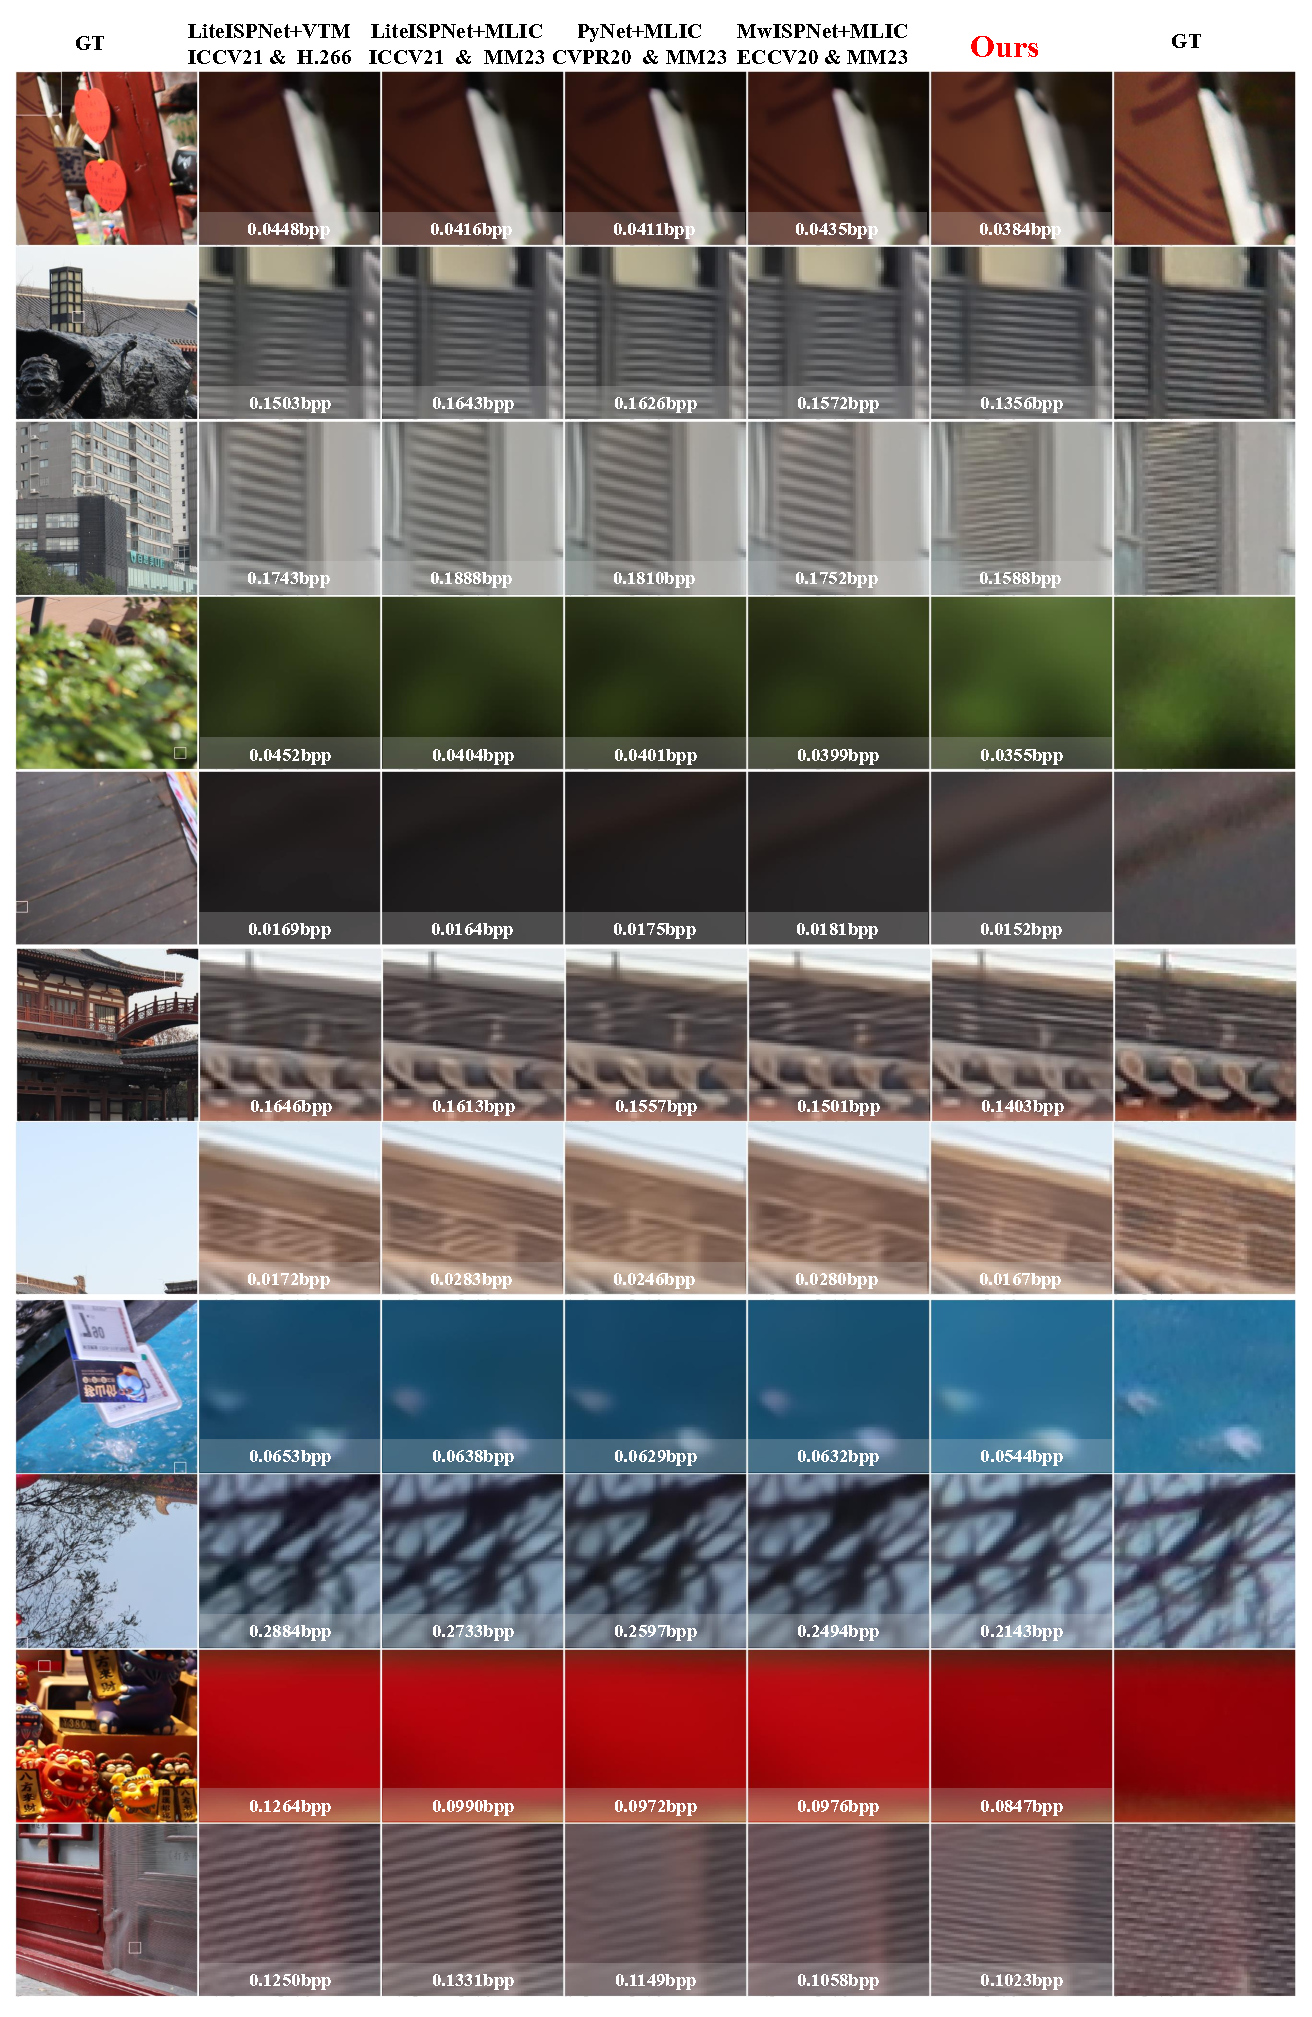 GT
LiteISPNet+VTM
ICCV21 & H.266
LiteISPNet+MLIC
ICCV21 & MM23
PyNet+MLIC
CVPR20 & MM23
MwISPNet+MLIC
ECCV20 & MM23
Ours
GT
0.0448bpp 0.0416bpp 0.0411bpp 0.0435bpp 0.0384bpp
0.1503bpp 0.1643bpp 0.1626bpp 0.1572bpp 0.1356bpp
0.1743bpp 0.1888bpp 0.1810bpp 0.1752bpp 0.1588bpp
0.0452bpp 0.0404bpp 0.0401bpp 0.0399bpp 0.0355bpp
0.0169bpp 0.0164bpp 0.0175bpp 0.0181bpp 0.0152bpp
0.1646bpp 0.1613bpp 0.1557bpp 0.1501bpp 0.1403bpp
0.0172bpp 0.0283bpp 0.0246bpp 0.0280bpp 0.0167bpp
0.0653bpp 0.0638bpp 0.0629bpp 0.0632bpp 0.0544bpp
0.2884bpp 0.2733bpp 0.2597bpp 0.2494bpp 0.2143bpp
0.1264bpp 0.0990bpp 0.0972bpp 0.0976bpp 0.0847bpp
0.1250bpp 0.1331bpp 0.1149bpp 0.1058bpp 0.1023bpp